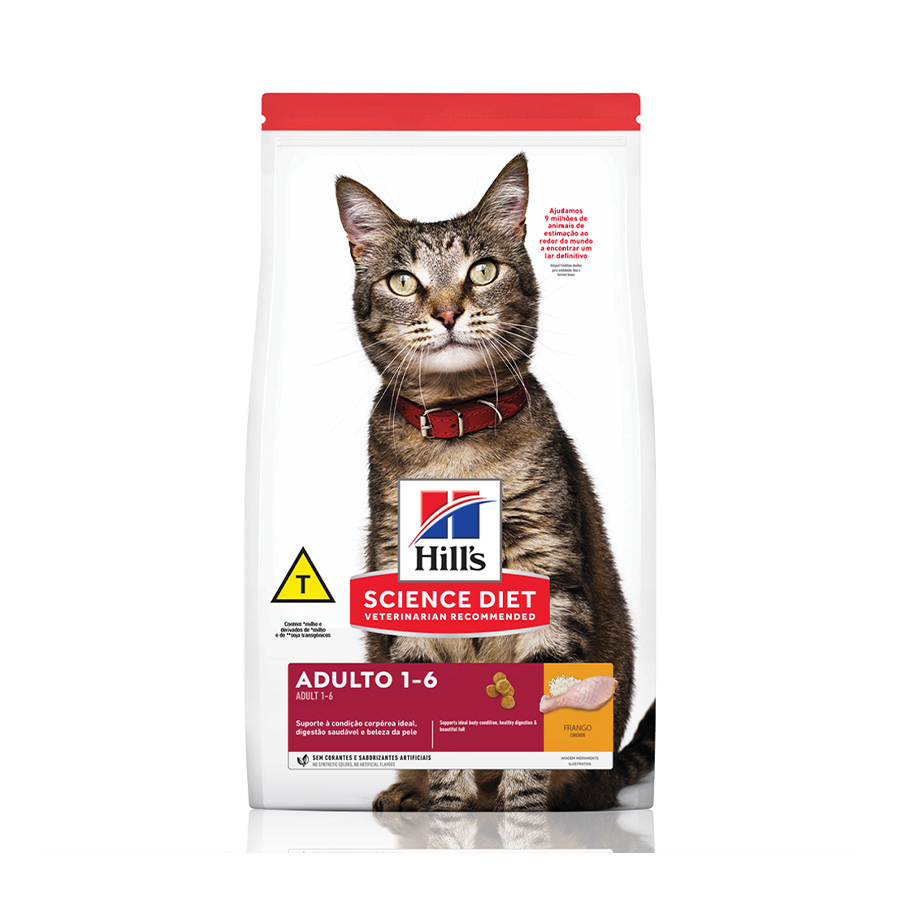 Ajudamos
9 milhões de
animais de
estimação ao
redor do mundo
a encontrar um
lar definitivo
Hill's
SCIENCE DIET
VETERINARIAN RECOMMENDED
T
Contém *milho e
derivados de *milho
e de **soja transgênicos
ADULTO 1-6
ADULT 1-6
Suporte à condição corpórea ideal,
digestão saudável e beleza da pele
Supports ideal body condition, healthy digestion &
beautiful
FRANGO
CHICKEN
SEM CORANTES E SABORIZANTES ARTIFICIAIS
NO SYNTHETIC COLORS, NO ARTIFICIAL FLAVORS
IMAGEM MERAMENTE
ILUSTRATIVA